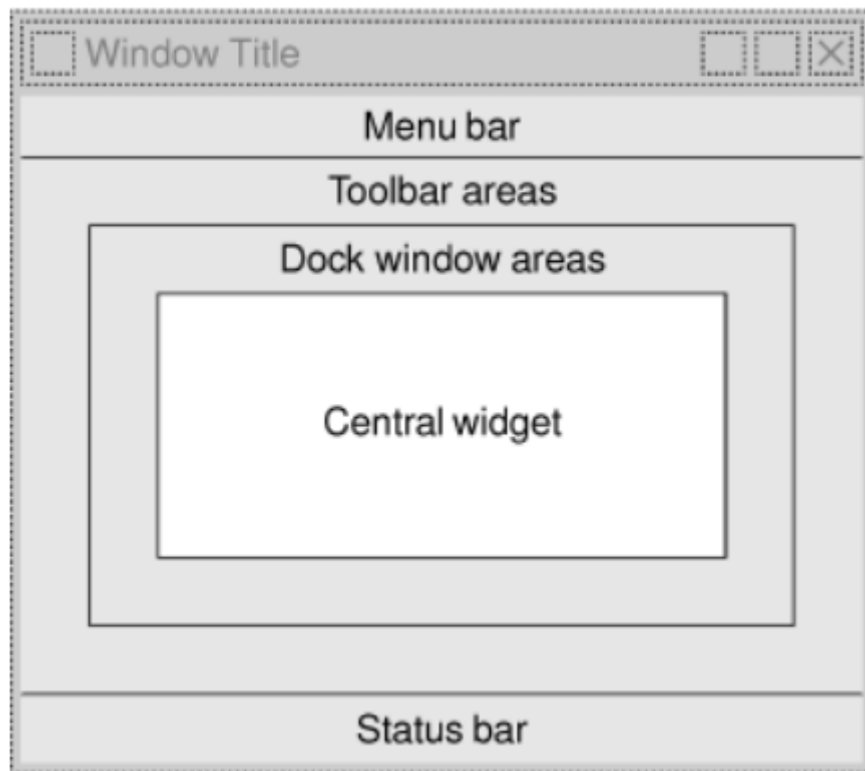 Window Title
Menu bar
Toolbar areas
Dock window areas
Central widget
Status bar